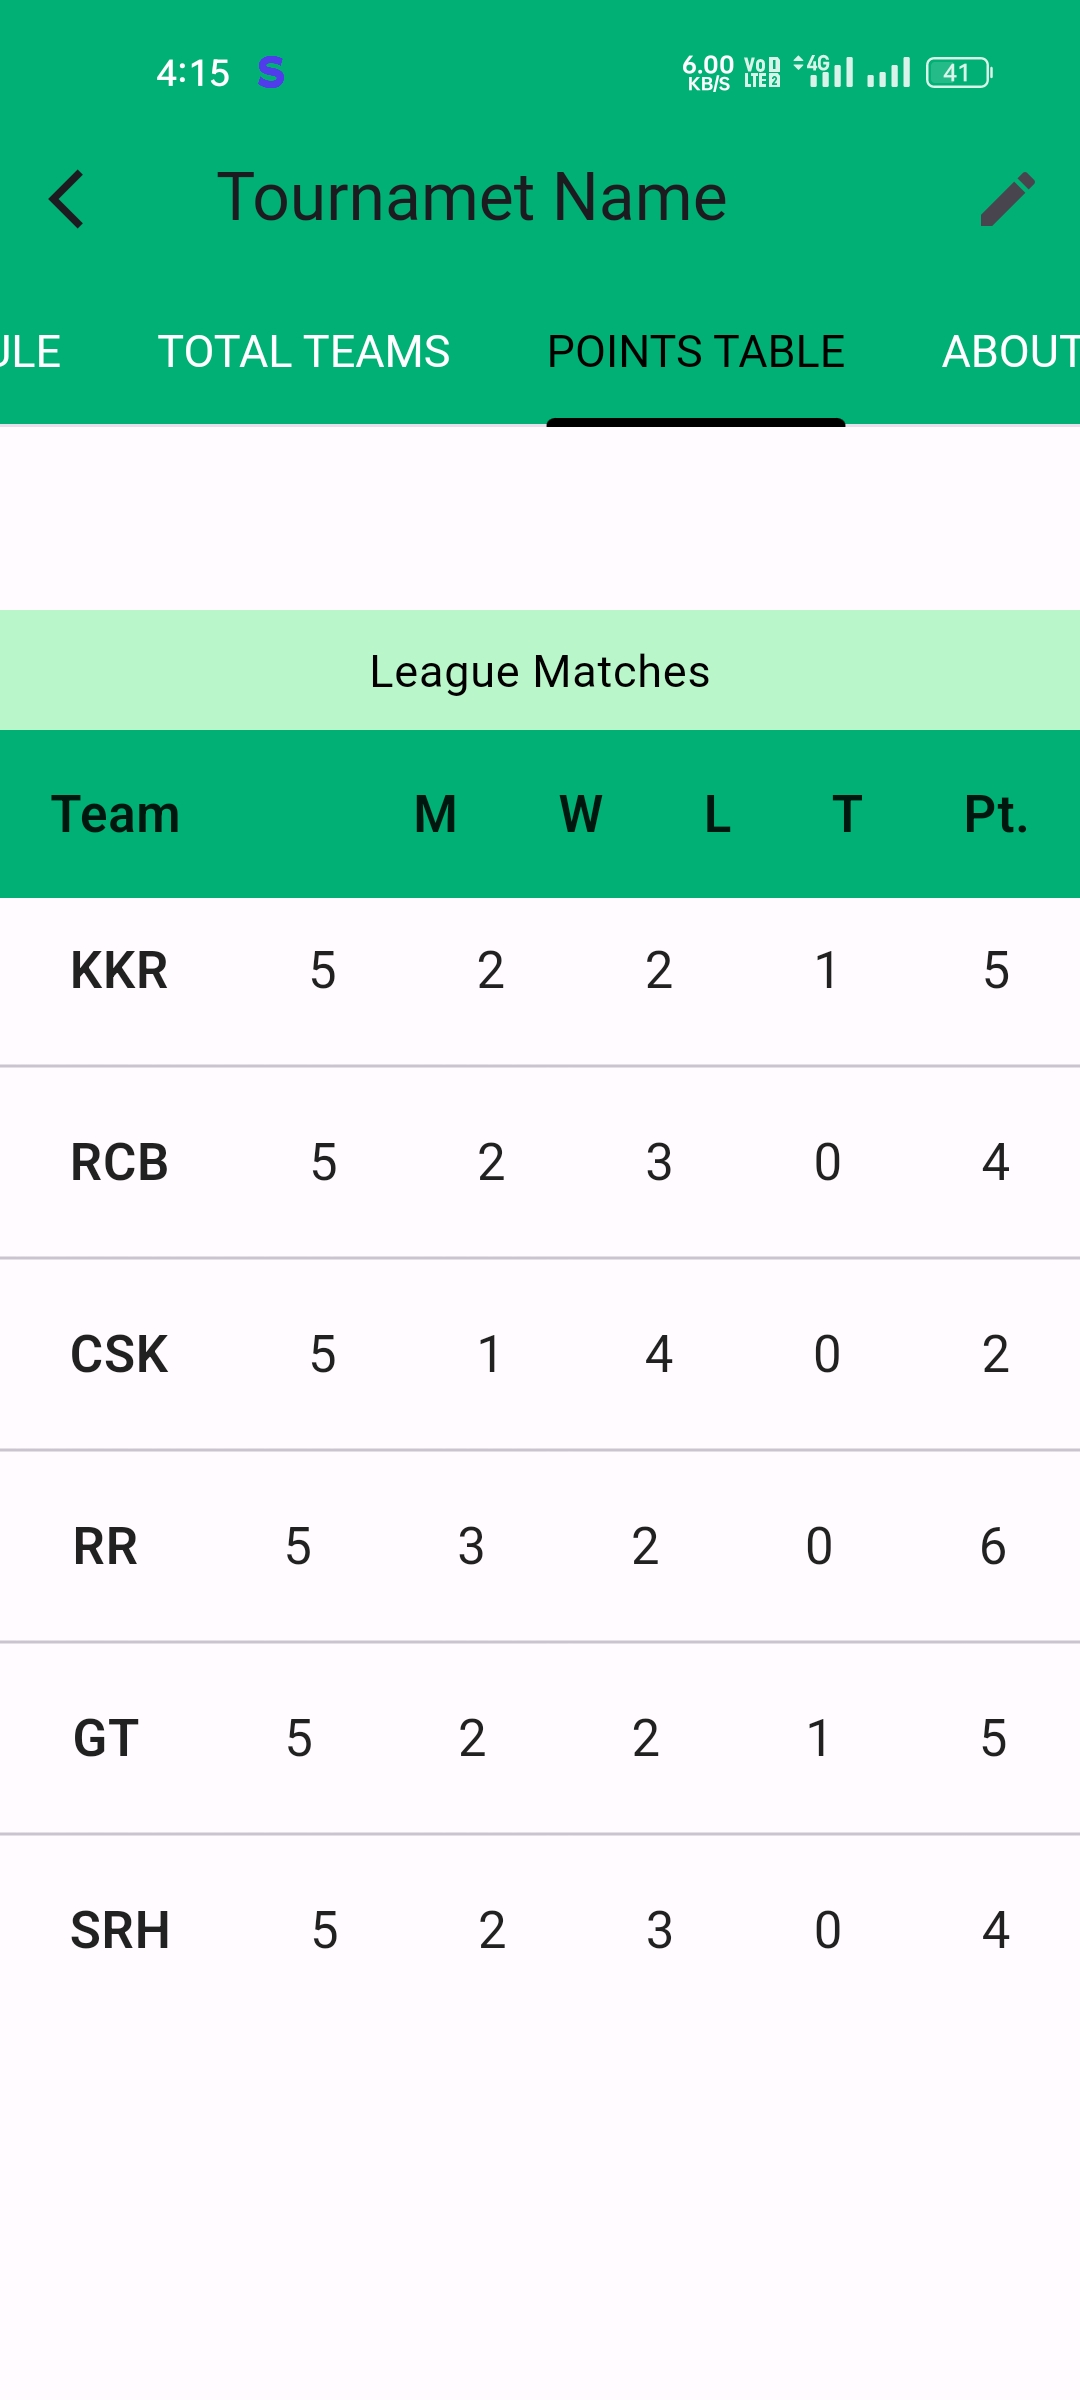 4:15 S 6.00 KB/S Vo 1 LTE 2 4G 41
Tournamet Name
ULE TOTAL TEAMS POINTS TABLE ABOUT
League Matches
Team M W L T Pt.
KKR 5 2 2 1 5
RCB 5 2 3 0 4
CSK 5 1 4 0 2
RR 5 3 2 0 6
GT 5 2 2 1 5
SRH 5 2 3 0 4